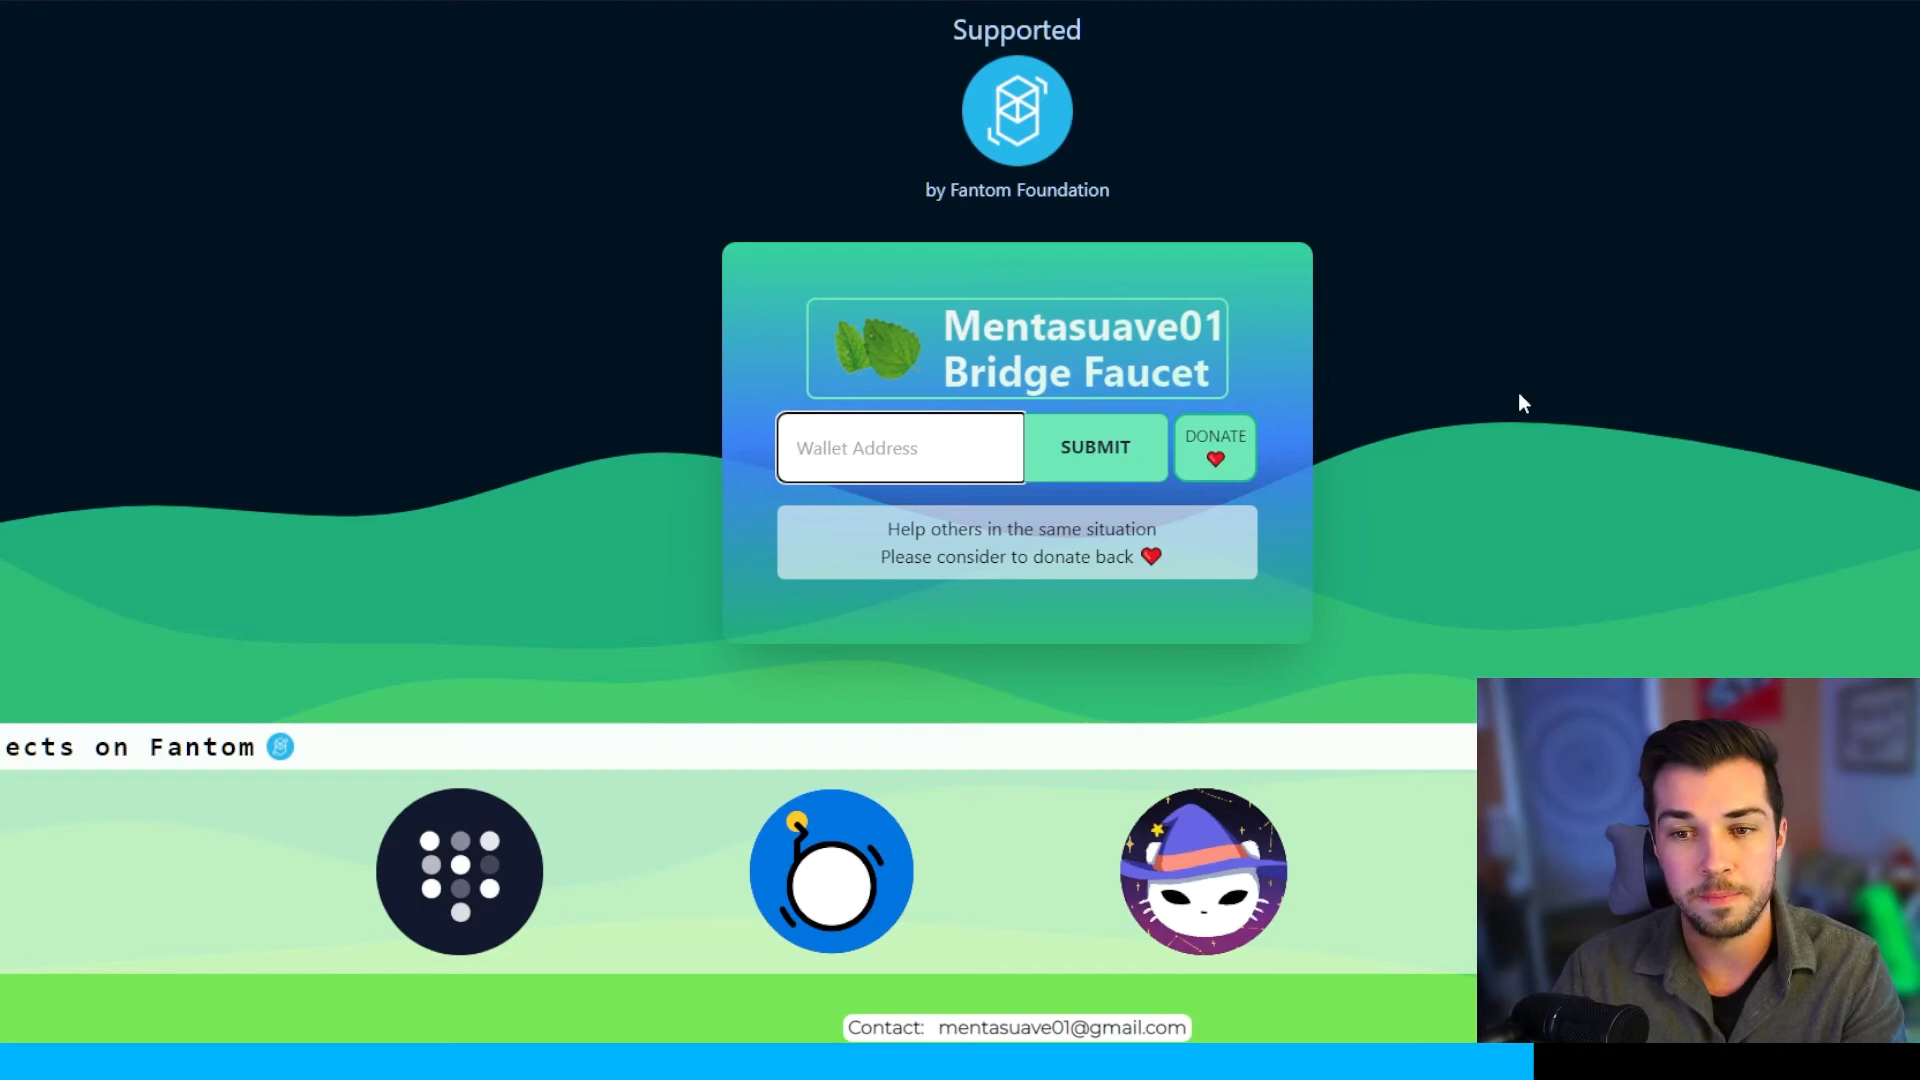 Supported
by Fantom Foundation
Mentasuave01
Bridge Faucet
Wallet Address
SUBMIT
DONATE
Help others in the same situation
Please consider to donate back
ects on Fantom
Contact: mentasuave01@gmail.com